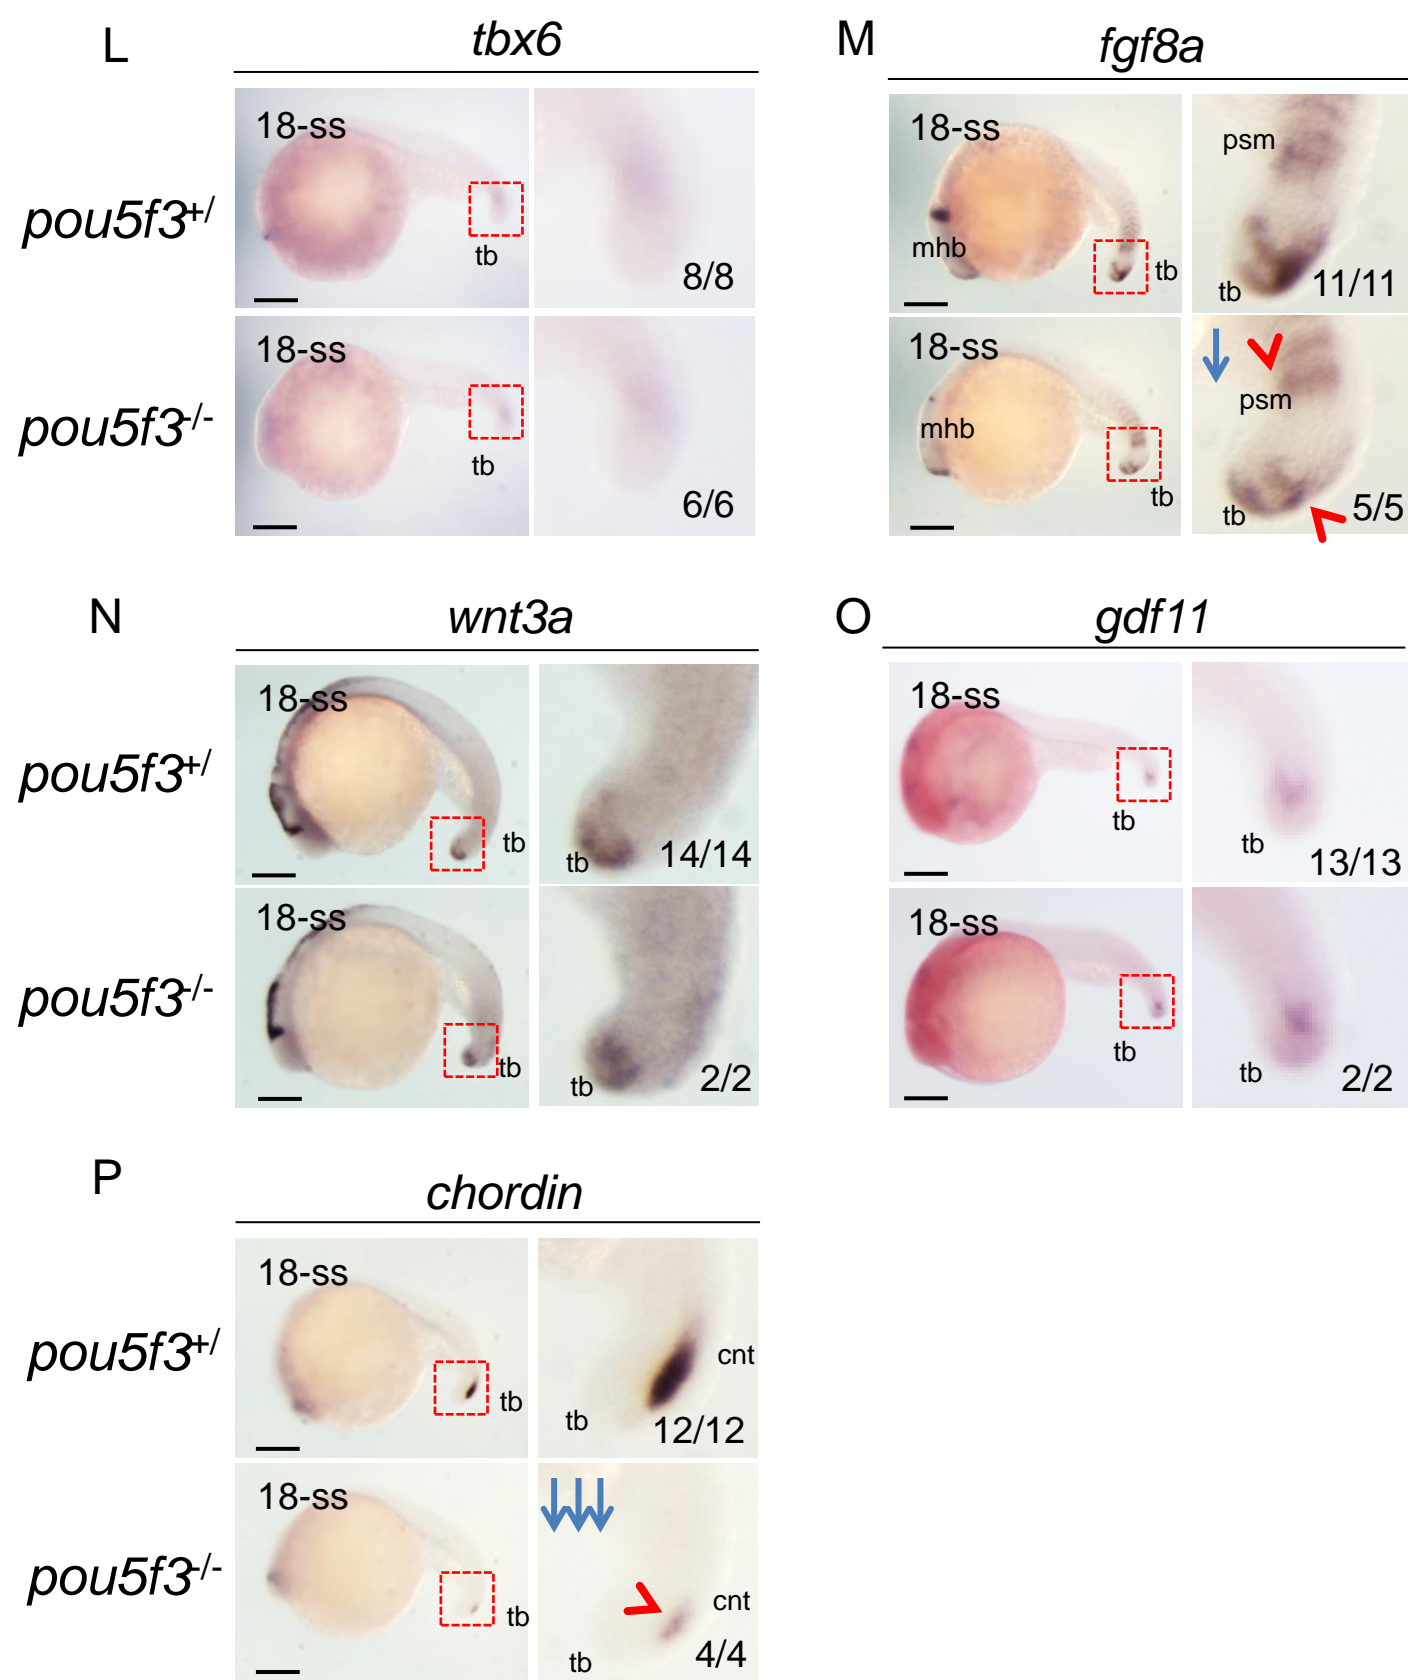 L
tbx6
pou5f3+/
18-ss
tb
8/8
pou5f3-/-
18-ss
tb
6/6
M
fgf8a
18-ss
mhb
tb
psm
tb
11/11
18-ss
mhb
tb
psm
tb
5/5
N
wnt3a
pou5f3+/
18-ss
tb
tb
14/14
pou5f3-/-
18-ss
tb
tb
2/2
O
gdf11
18-ss
tb
tb
13/13
18-ss
tb
tb
2/2
P
chordin
pou5f3+/
18-ss
tb
cnt
tb
12/12
pou5f3-/-
18-ss
tb
cnt
tb
4/4